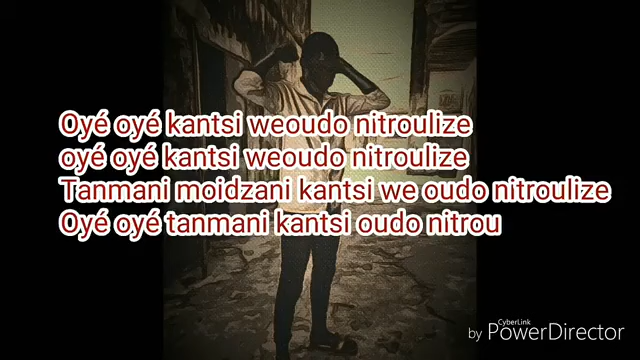 Oyé oyé kantsi weoudo nitroulize
oyé oyé kantsi weoudo nitroulize
Tanmani moidzani kantsi we oudo nitroulize
Oyé oyé tanmani kantsi oudo nitrou
CyberLink
by PowerDirector